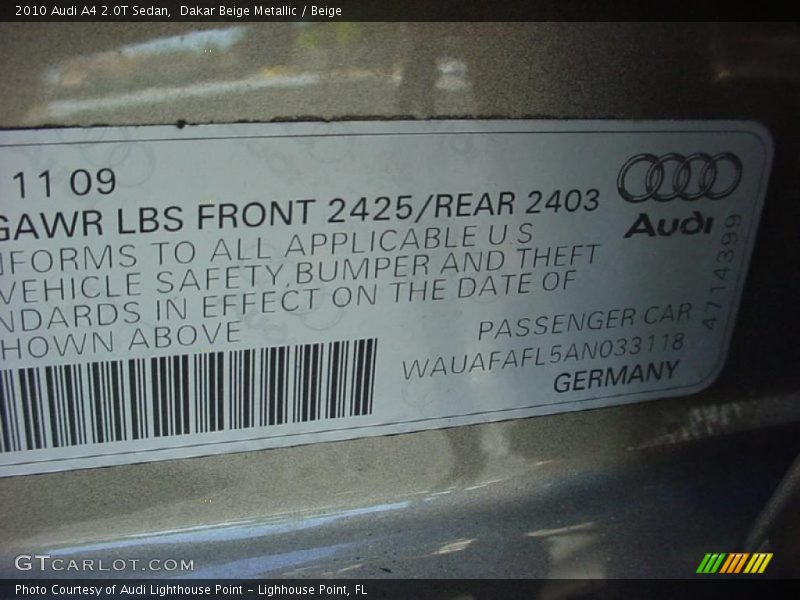 2010 Audi A4 2.0T Sedan, Dakar Beige Metallic / Beige
11 09
GAWR LBS FRONT 2425/REAR 2403
NFORMS TO ALL APPLICABLE U.S
VEHICLE SAFETY, BUMPER AND THEFT
NDARDS IN EFFECT ON THE DATE OF
HOWN ABOVE
Audi
4714399
PASSENGER CAR
WAUAFAFL5AN033118
GERMANY
GTCARLOT.COM
Photo Courtesy of Audi Lighthouse Point - Lighhouse Point, FL